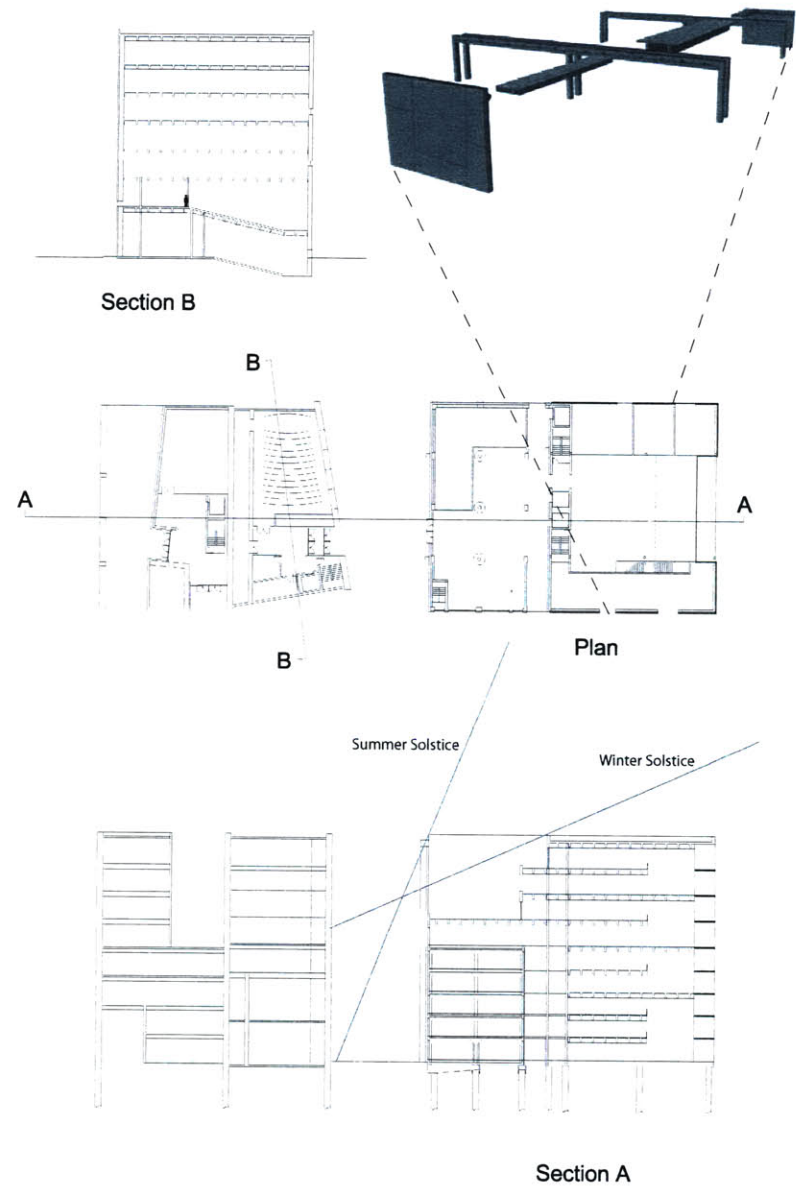 Section B
B
A
A
B
Plan
Summer Solstice
Winter Solstice
Section A